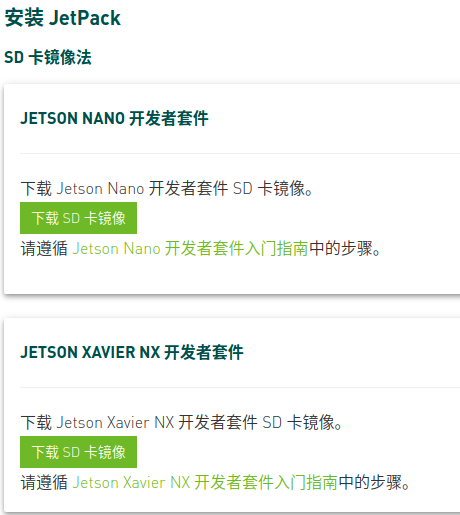 安装 JetPack
SD 卡镜像法
JETSON NANO 开发者套件
下载 Jetson Nano 开发者套件 SD 卡镜像。
下载 SD 卡镜像
请遵循 Jetson Nano 开发者套件入门指南中的步骤。
JETSON XAVIER NX 开发者套件
下载 Jetson Xavier NX 开发者套件 SD 卡镜像。
下载 SD 卡镜像
请遵循 Jetson Xavier NX 开发者套件入门指南中的步骤。